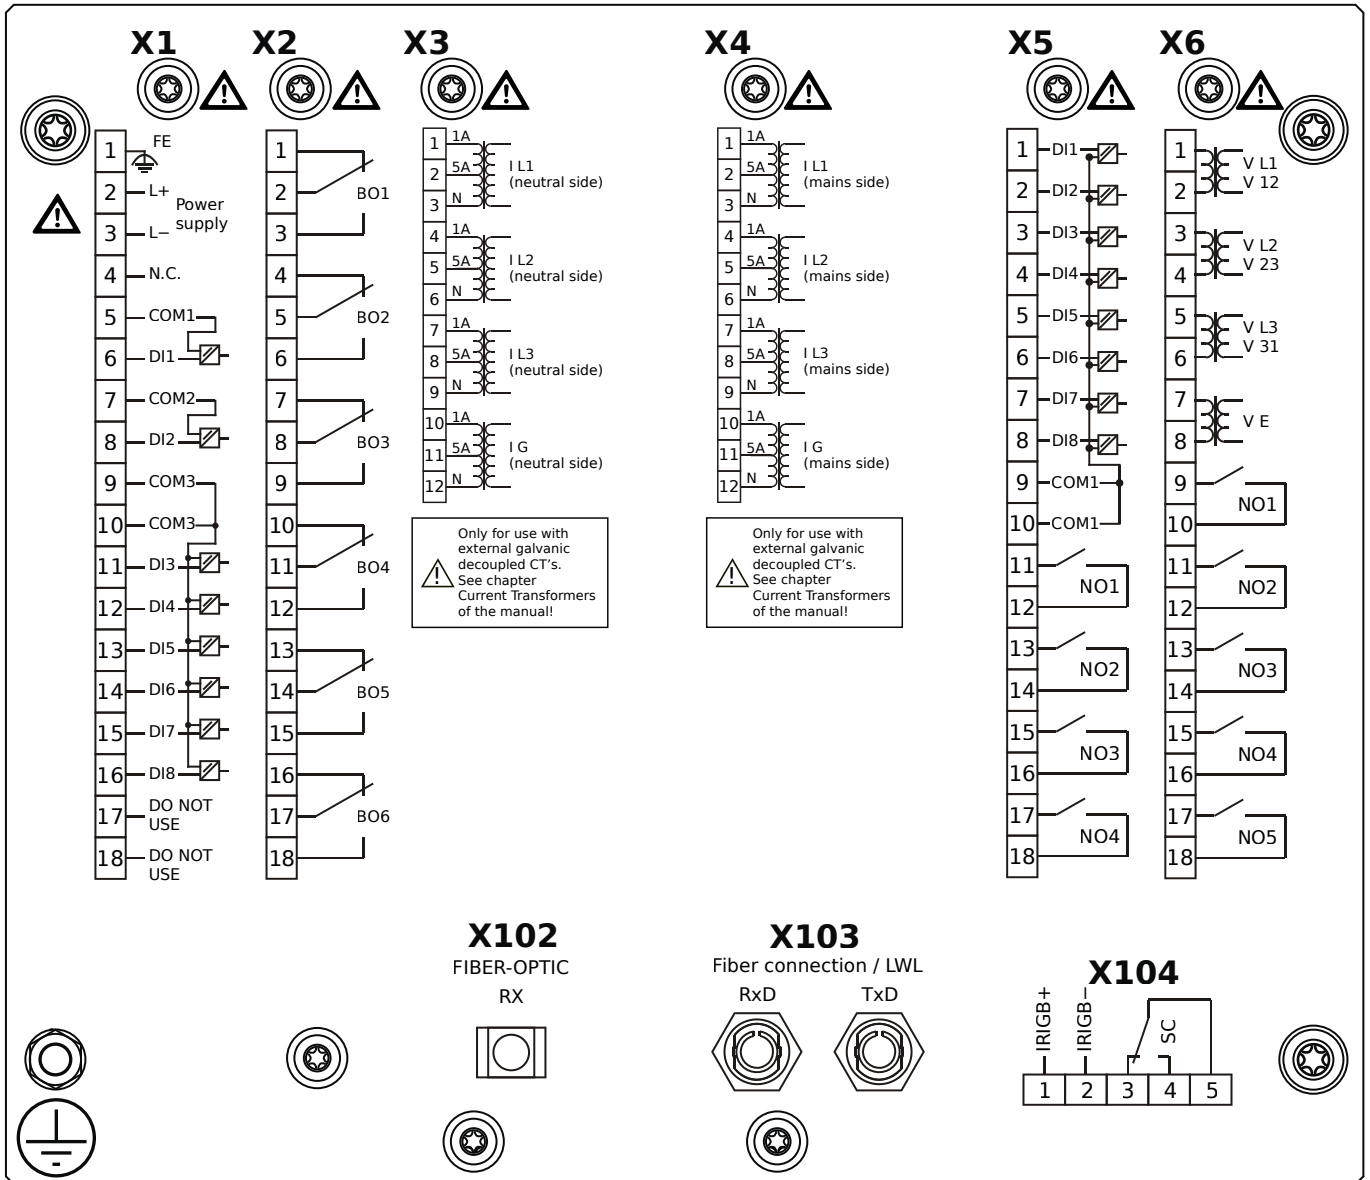 X1
1
FE
2
L+
Power
supply
3
L−
4
N.C.
5
COM1
6
DI1
7
COM2
8
DI2
9
COM3
10
COM3
11
DI3
12
DI4
13
DI5
14
DI6
15
DI7
16
DI8
17
DO NOT
USE
18
DO NOT
USE
X2
1
2
BO1
3
4
5
BO2
6
7
8
BO3
9
10
11
BO4
12
13
14
BO5
15
16
17
BO6
18
X3
1 1A
2 5A
3 N
I L1
(neutral side)
4 1A
5 5A
6 N
I L2
(neutral side)
7 1A
8 5A
9 N
I L3
(neutral side)
10 1A
11 5A
12 N
I G
(neutral side)
Only for use with
external galvanic
decoupled CT’s.
See chapter
Current Transformers
of the manual!
X4
1 1A
2 5A
3 N
I L1
(mains side)
4 1A
5 5A
6 N
I L2
(mains side)
7 1A
8 5A
9 N
I L3
(mains side)
10 1A
11 5A
12 N
I G
(mains side)
Only for use with
external galvanic
decoupled CT’s.
See chapter
Current Transformers
of the manual!
X5
1 DI1
2 DI2
3 DI3
4 DI4
5 DI5
6 DI6
7 DI7
8 DI8
9 COM1
10 COM1
11
NO1
12
13
NO2
14
15
NO3
16
17
NO4
18
X6
1
V L1
2
V 12
3
V L2
4
V 23
5
V L3
6
V 31
7
V E
8
9
NO1
10
11
NO2
12
13
NO3
14
15
NO4
16
17
NO5
18
X102
FIBER-OPTIC
RX
X103
Fiber connection / LWL
RxD TxD
X104
IRIGB+
IRIGB−
SC
1 2 3 4 5